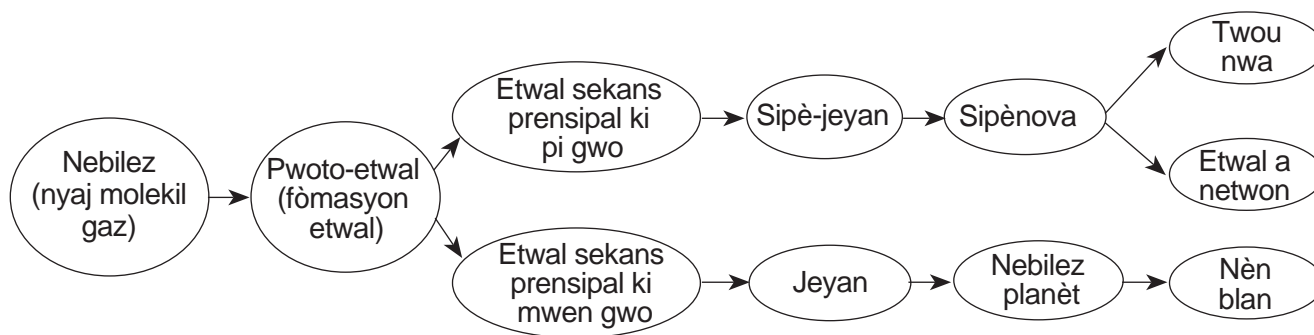 Nebilez
(nyaj molekil
gaz)
Pwoto-etwal
(fòmasyon
etwal)
Etwal sekans
prensipal ki
pi gwo
Sipè-jeyan
Sipènova
Twou
nwa
Etwal a
netwon
Etwal sekans
prensipal ki
mwen gwo
Jeyan
Nebilez
planèt
Nèn
blan